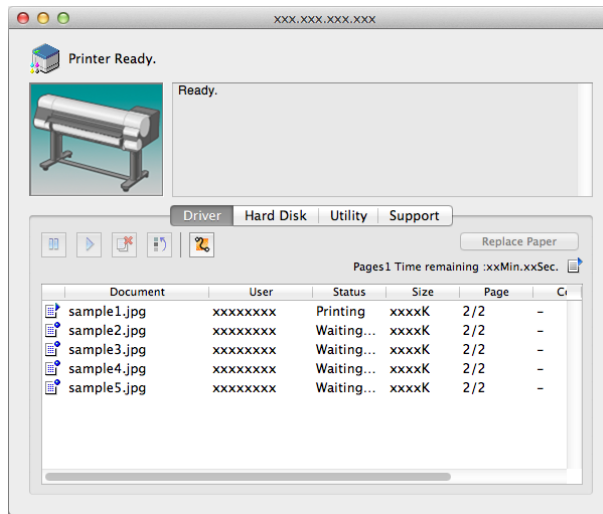 xxx.xxx.xxx.xxx
Printer Ready.
Ready.
Driver Hard Disk Utility Support
Replace Paper
Pages1 Time remaining :xxMin.xxSec.
Document User Status Size Page
sample1.jpg xxxxxxxx Printing xxxxK 2/2 –
sample2.jpg xxxxxxxx Waiting... xxxxK 2/2 –
sample3.jpg xxxxxxxx Waiting... xxxxK 2/2 –
sample4.jpg xxxxxxxx Waiting... xxxxK 2/2 –
sample5.jpg xxxxxxxx Waiting... xxxxK 2/2 –